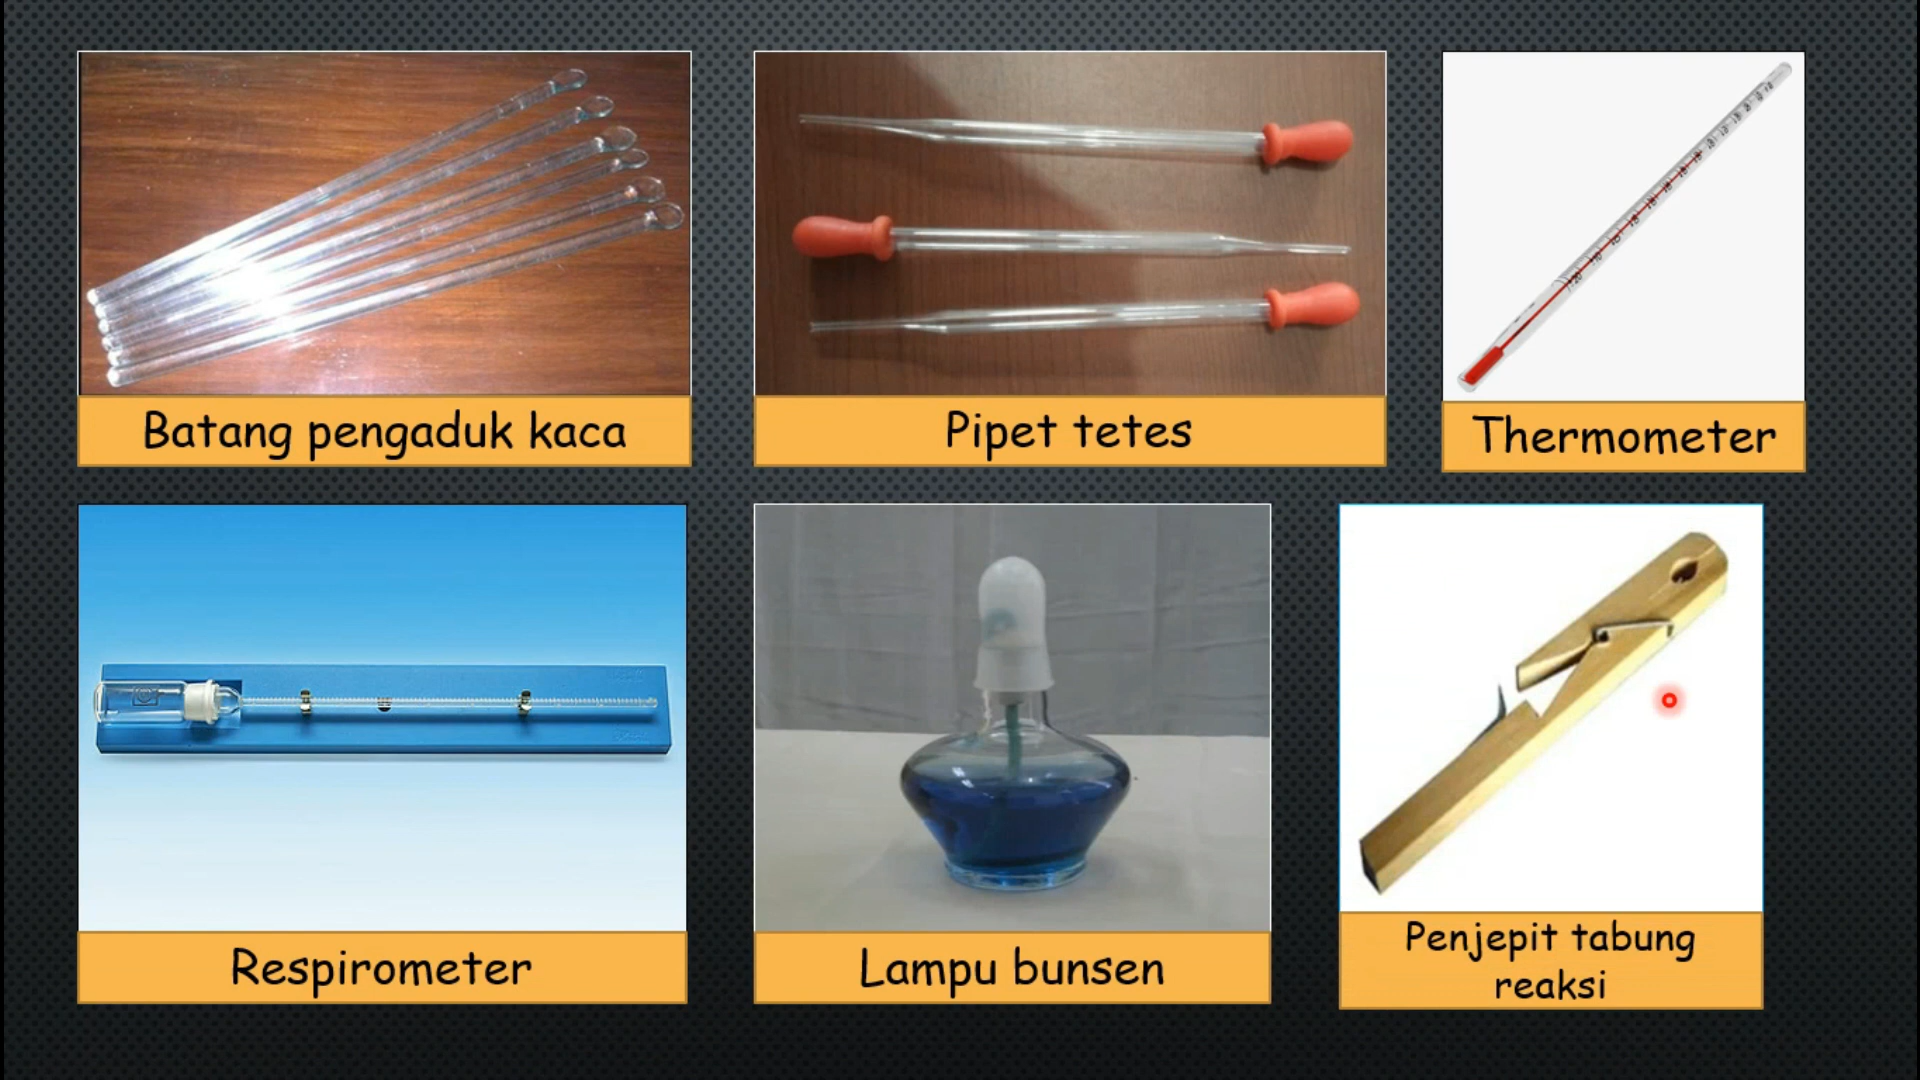 Batang pengaduk kaca
Pipet tetes
Thermometer
Respirometer
Lampu bunsen
Penjepit tabung
reaksi